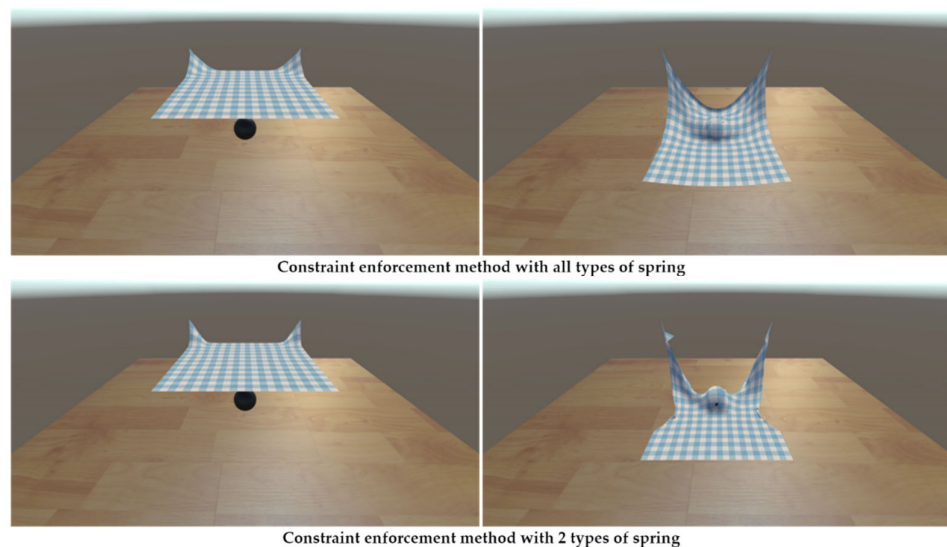 Constraint enforcement method with all types of spring
Constraint enforcement method with 2 types of spring